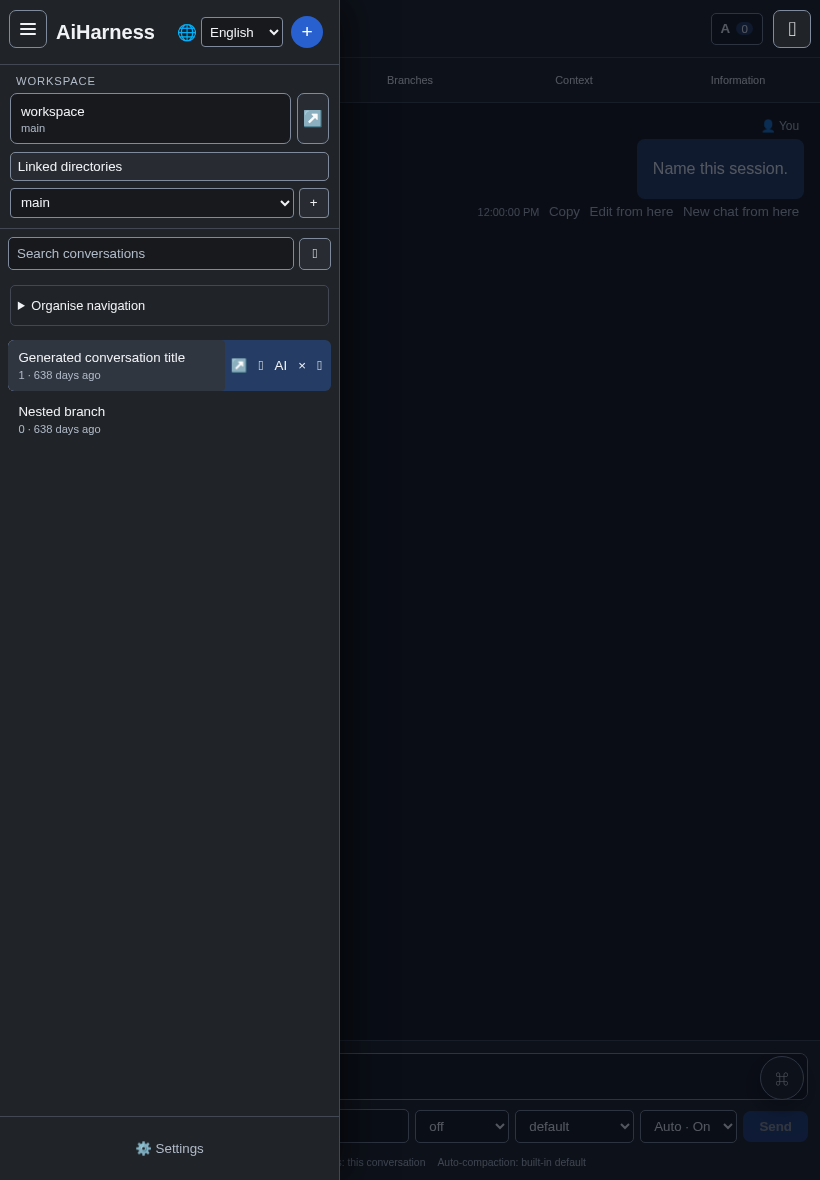 AiHarness
English
+
A 0
WORKSPACE
workspace
main
Linked directories
main
+
Search conversations
Organise navigation
Generated conversation title
1 · 638 days ago
AI ×
Nested branch
0 · 638 days ago
Settings
Branches
Context
Information
You
Name this session.
12:00:00 PM Copy Edit from here New chat from here
⌘
off
default
Auto · On
Send
: this conversation Auto-compaction: built-in default